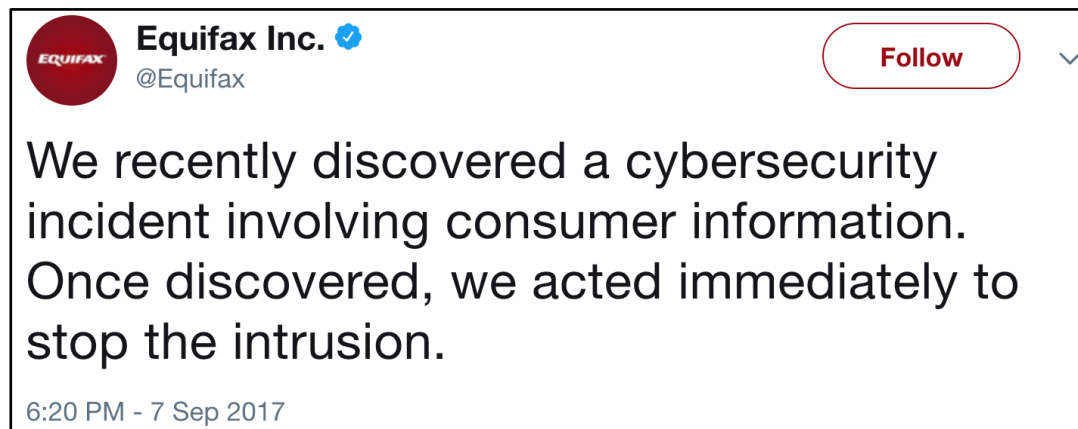 EQUIFAX
Equifax Inc.
@Equifax
Follow
We recently discovered a cybersecurity
incident involving consumer information.
Once discovered, we acted immediately to
stop the intrusion.
6:20 PM - 7 Sep 2017